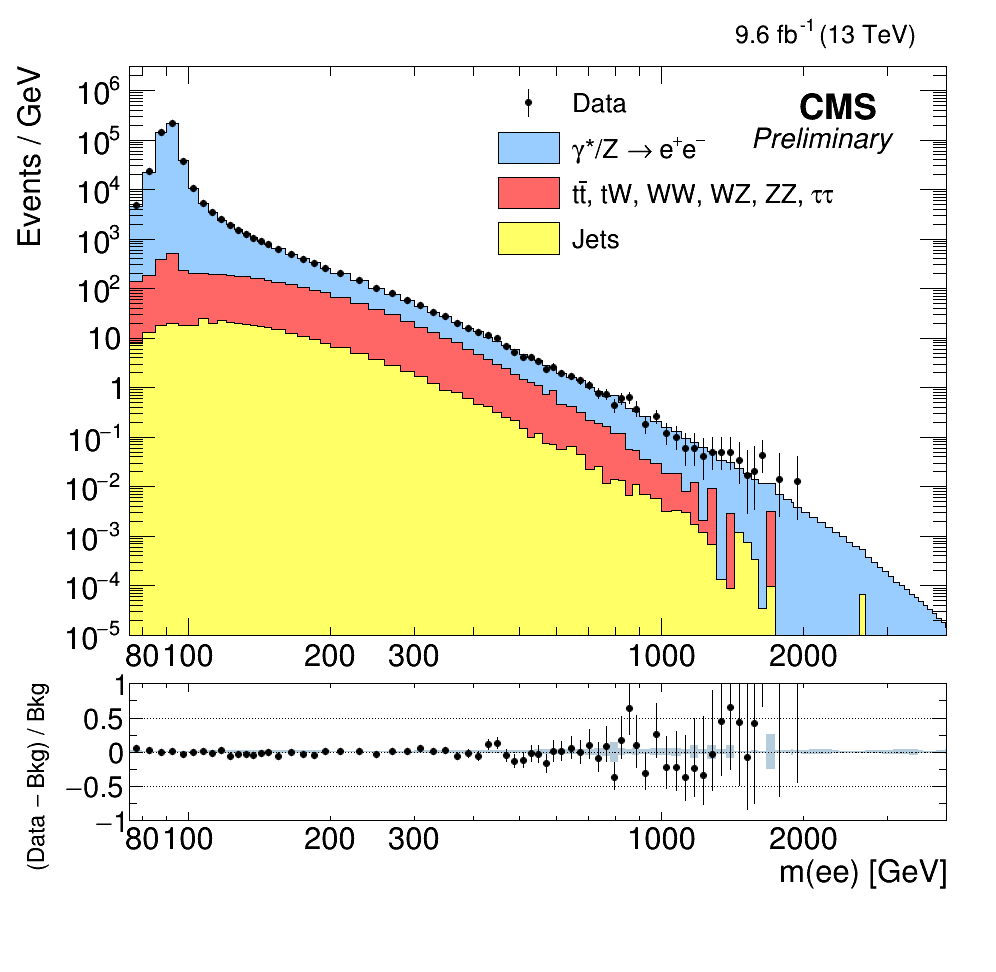 9.6 fb⁻¹ (13 TeV)
Events / GeV
10⁶
10⁵
10⁴
10³
10²
10
1
10⁻¹
10⁻²
10⁻³
10⁻⁴
10⁻⁵
Data
γ*/Z → e⁺e⁻
tt̄, tW, WW, WZ, ZZ, ττ
Jets
CMS
Preliminary
80 100 200 300 1000 2000
(Data − Bkg) / Bkg
1
0.5
0
−0.5
−1
80 100 200 300 1000 2000
m(ee) [GeV]